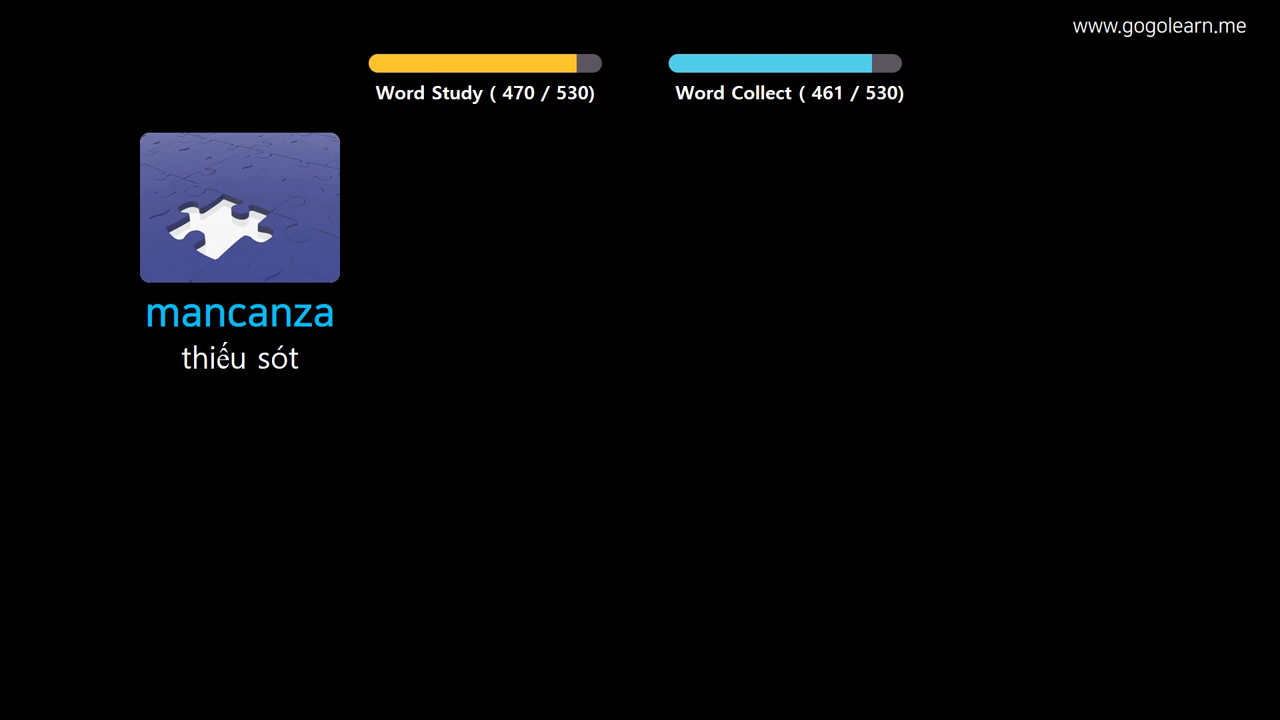 www.gogolearn.me
Word Study ( 470 / 530)
Word Collect ( 461 / 530)
mancanza
thiếu sót